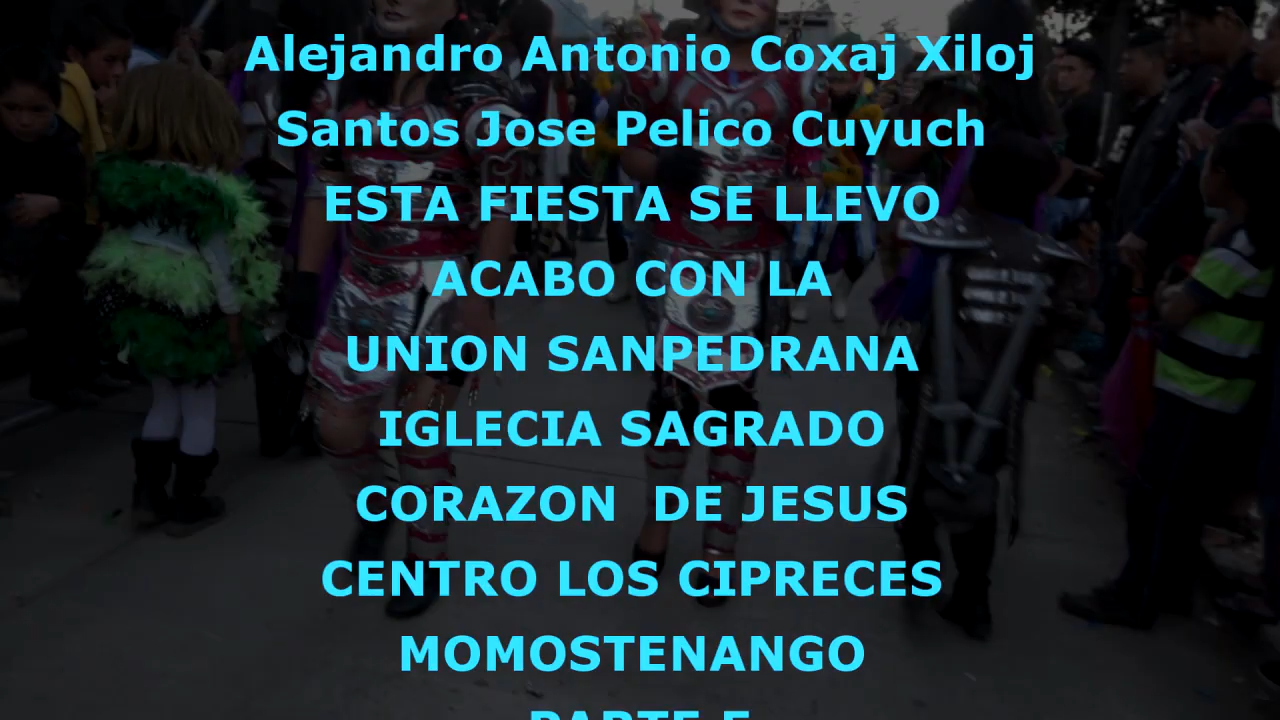 Alejandro Antonio Coxaj Xiloj
Santos Jose Pelico Cuyuch
ESTA FIESTA SE LLEVO
ACABO CON LA
UNION SANPEDRANA
IGLECIA SAGRADO
CORAZON DE JESUS
CENTRO LOS CIPRECES
MOMOSTENANGO
PARTE